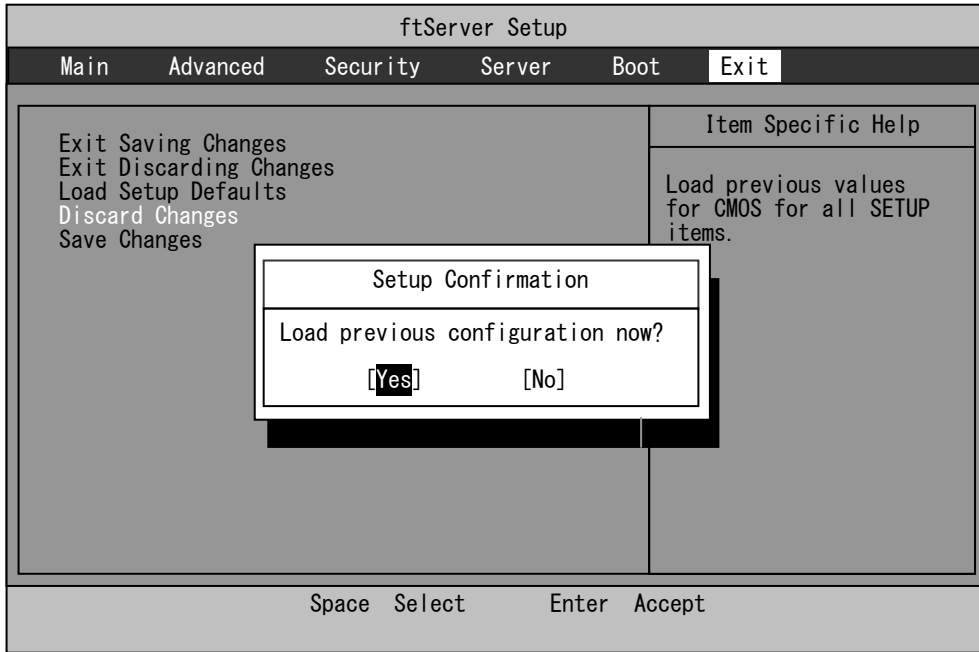 ftServer Setup
Main Advanced Security Server Boot Exit
Exit Saving Changes
Exit Discarding Changes
Load Setup Defaults
Discard Changes
Save Changes
Item Specific Help
Load previous values
for CMOS for all SETUP
items.
Setup Confirmation
Load previous configuration now?
[Yes] [No]
Space Select Enter Accept